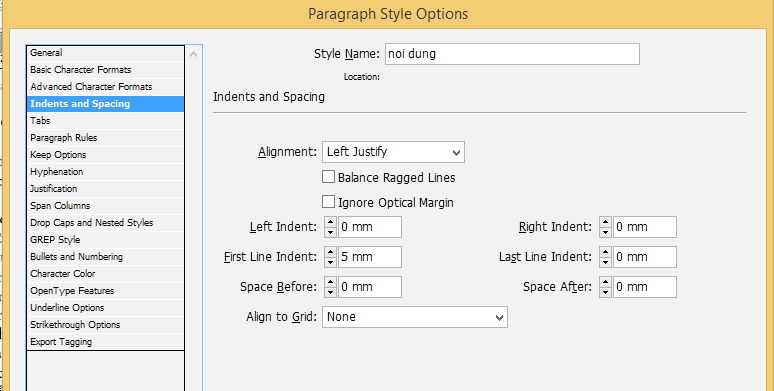 Paragraph Style Options
General
Basic Character Formats
Advanced Character Formats
Indents and Spacing
Tabs
Paragraph Rules
Keep Options
Hyphenation
Justification
Span Columns
Drop Caps and Nested Styles
GREP Style
Bullets and Numbering
Character Color
OpenType Features
Underline Options
Strikethrough Options
Export Tagging
Style Name: noi dung
Location:
Indents and Spacing
Alignment: Left Justify
Balance Ragged Lines
Ignore Optical Margin
Left Indent: 0 mm Right Indent: 0 mm
First Line Indent: 5 mm Last Line Indent: 0 mm
Space Before: 0 mm Space After: 0 mm
Align to Grid: None